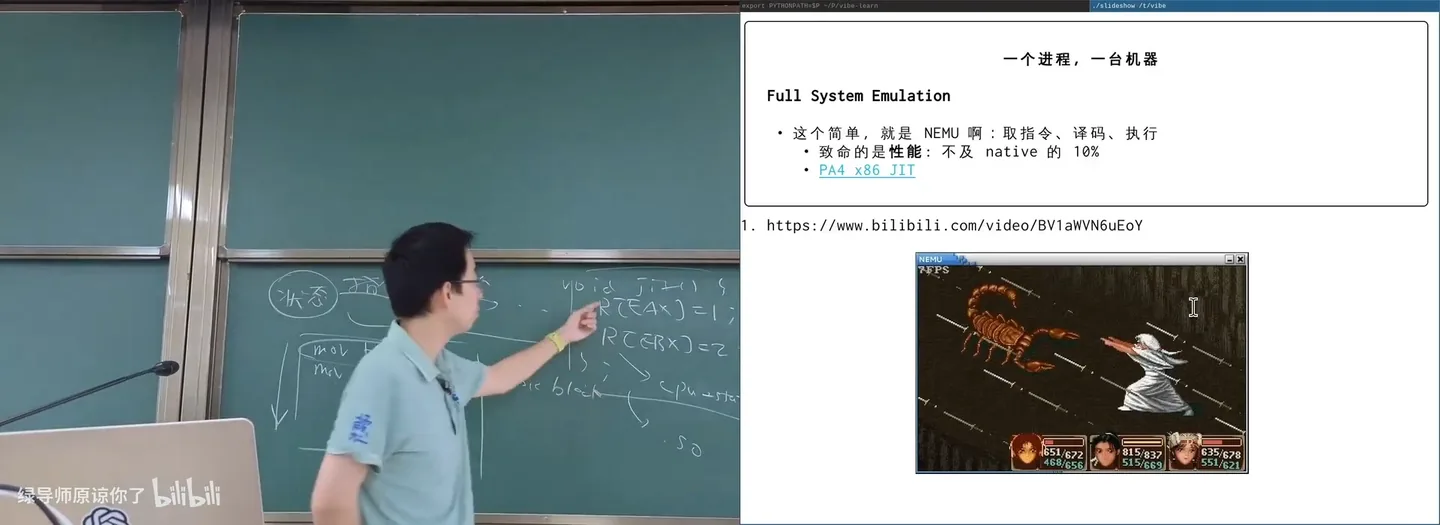 export PYTHONPATH=$P ~/P/vibe-learn
./slideshow /t/vibe
一个进程，一台机器
Full System Emulation
• 这个简单，就是 NEMU 啊：取指令、译码、执行
• 致命的是性能：不及 native 的 10%
• PA4 x86 JIT
1. https://www.bilibili.com/video/BV1aWVN6uEoY
NEMU
7FPS
651/672
468/656
815/837
515/669
635/678
551/621
状态
void jit() {
R[EAX] = 1;
R[EBX] = 2
mov
mov
};
block
.so
绿导师原谅你了 bilibili